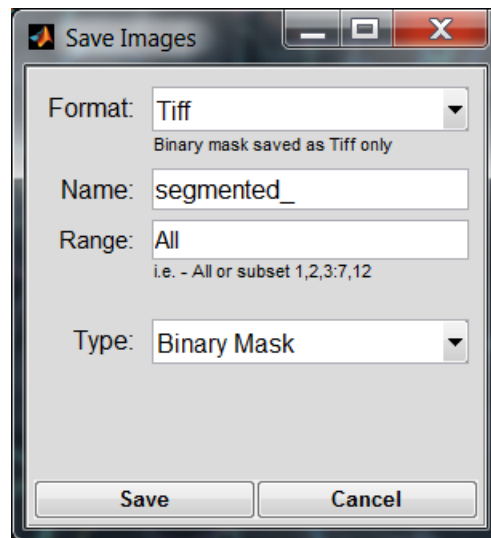 Save Images
Format: Tiff
Binary mask saved as Tiff only
Name: segmented_
Range: All
i.e. - All or subset 1,2,3:7,12
Type: Binary Mask
Save Cancel